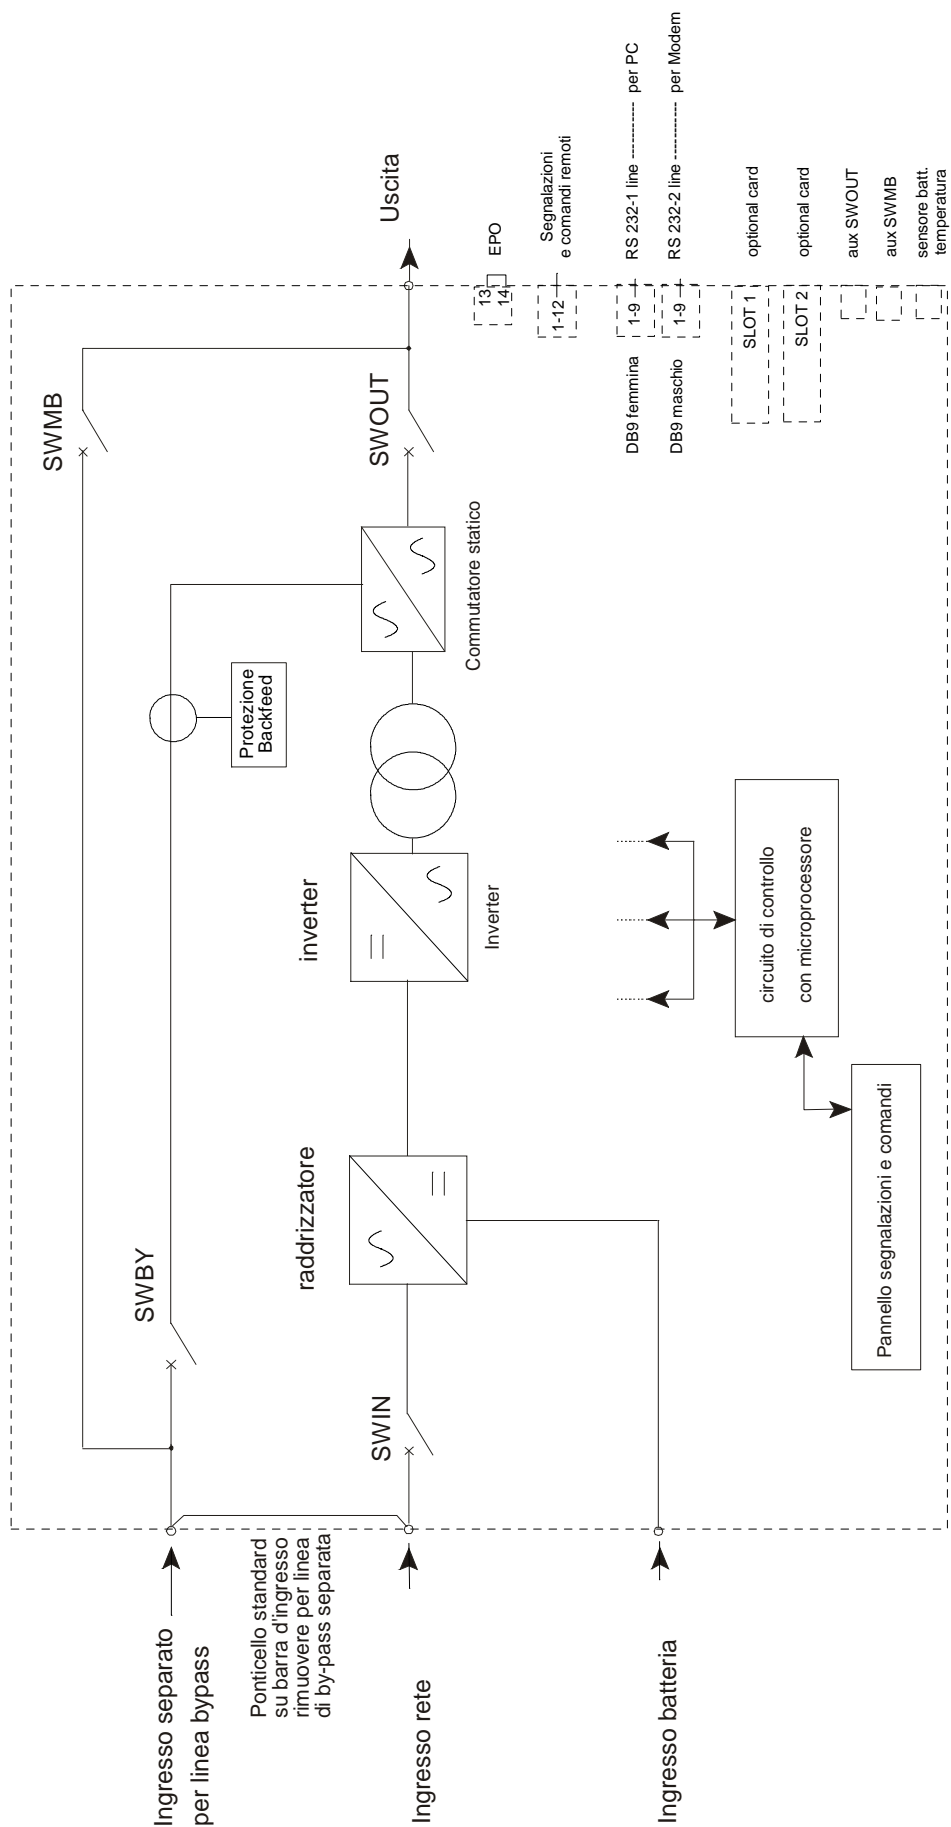 SWMB
SWBY
Protezione
Backfeed
Ingresso separato
per linea bypass
Ponticello standard
su barra d'ingresso
rimuovere per linea
di by-pass separata
SWIN
raddrizzatore
inverter
Inverter
Commutatore statico
SWOUT
Uscita
Ingresso rete
Ingresso batteria
circuito di controllo
con microprocessore
Pannello segnalazioni e comandi
13
14
EPO
1-12
Segnalazioni
e comandi remoti
DB9 femmina
1-9
RS 232-1 line ----------- per PC
DB9 maschio
1-9
RS 232-2 line ----------- per Modem
SLOT 1
optional card
SLOT 2
optional card
aux SWOUT
aux SWMB
sensore batt.
temperatura